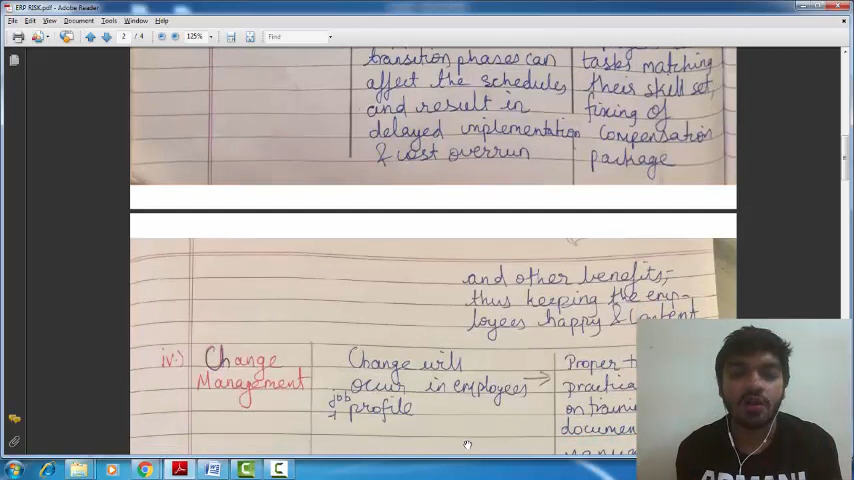 ERP RISK.pdf - Adobe Reader
File Edit View Document Tools Window Help
2 / 4 125% Find
transition phases can
affect the schedules
and result in
delayed implementation
& cost overrun
tasks matching
their skill set,
fixing of
compensation
package
and other benefits,
thus keeping the emp-
loyees happy & Content
iv.) Change
Management
Change will
occur in employees →
job
profile
Proper
practica
on traini
documen
ARMANI